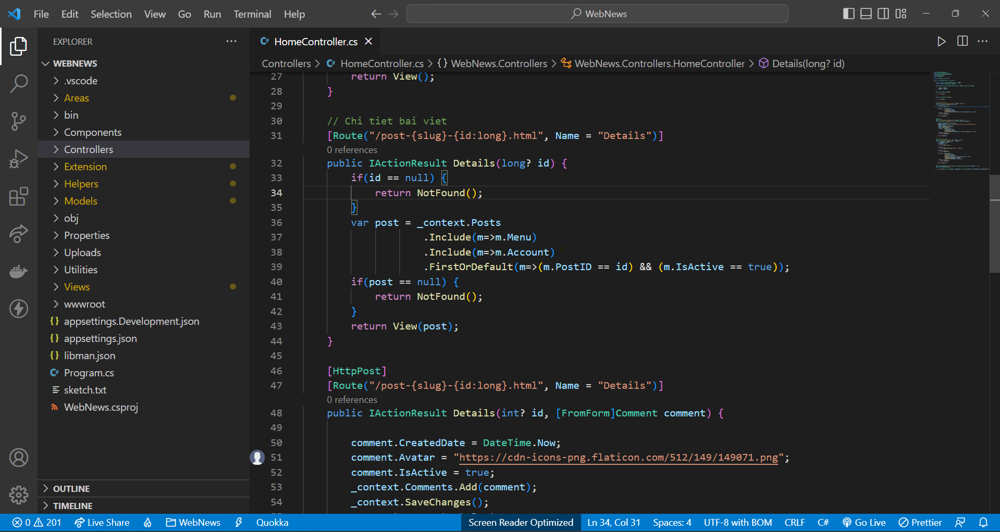 File Edit Selection View Go Run Terminal Help
WebNews
EXPLORER
WEBNEWS
.vscode
Areas
bin
Components
Controllers
Extension
Helpers
Models
obj
Properties
Uploads
Utilities
Views
wwwroot
{} appsettings.Development.json
{} appsettings.json
{} libman.json
C# Program.cs
sketch.txt
WebNews.csproj
OUTLINE
TIMELINE
C# HomeController.cs
Controllers > C# HomeController.cs > {} WebNews.Controllers > WebNews.Controllers.HomeController > Details(long? id)
27 return View();
28 }
29
30 // Chi tiet bai viet
31 [Route("/post-{slug}-{id:long}.html", Name = "Details")]
0 references
32 public IActionResult Details(long? id) {
33 if(id == null) {
34 return NotFound();
35 }
36 var post = _context.Posts
37 .Include(m=>m.Menu)
38 .Include(m=>m.Account)
39 .FirstOrDefault(m=>(m.PostID == id) && (m.IsActive == true));
40 if(post == null) {
41 return NotFound();
42 }
43 return View(post);
44 }
45
46 [HttpPost]
47 [Route("/post-{slug}-{id:long}.html", Name = "Details")]
0 references
48 public IActionResult Details(int? id, [FromForm]Comment comment) {
49
50 comment.CreatedDate = DateTime.Now;
51 comment.Avatar = "https://cdn-icons-png.flaticon.com/512/149/149071.png";
52 comment.IsActive = true;
53 _context.Comments.Add(comment);
54 _context.SaveChanges();
0 201 Live Share WebNews Quokka Screen Reader Optimized Ln 34, Col 31 Spaces: 4 UTF-8 with BOM CRLF C# Go Live Prettier